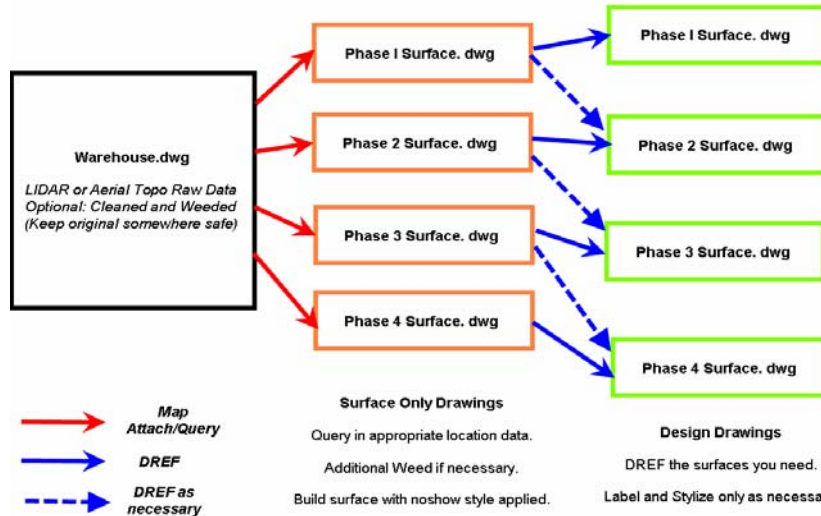 Warehouse.dwg
LIDAR or Aerial Topo Raw Data
Optional: Cleaned and Weeded
(Keep original somewhere safe)
Phase I Surface. dwg
Phase 2 Surface. dwg
Phase 3 Surface. dwg
Phase 4 Surface. dwg
Phase I Surface. dwg
Phase 2 Surface. dwg
Phase 3 Surface. dwg
Phase 4 Surface. dwg
Map
Attach/Query
DREF
DREF as
necessary
Surface Only Drawings
Query in appropriate location data.
Additional Weed if necessary.
Build surface with noshow style applied.
Design Drawings
DREF the surfaces you need.
Label and Stylize only as